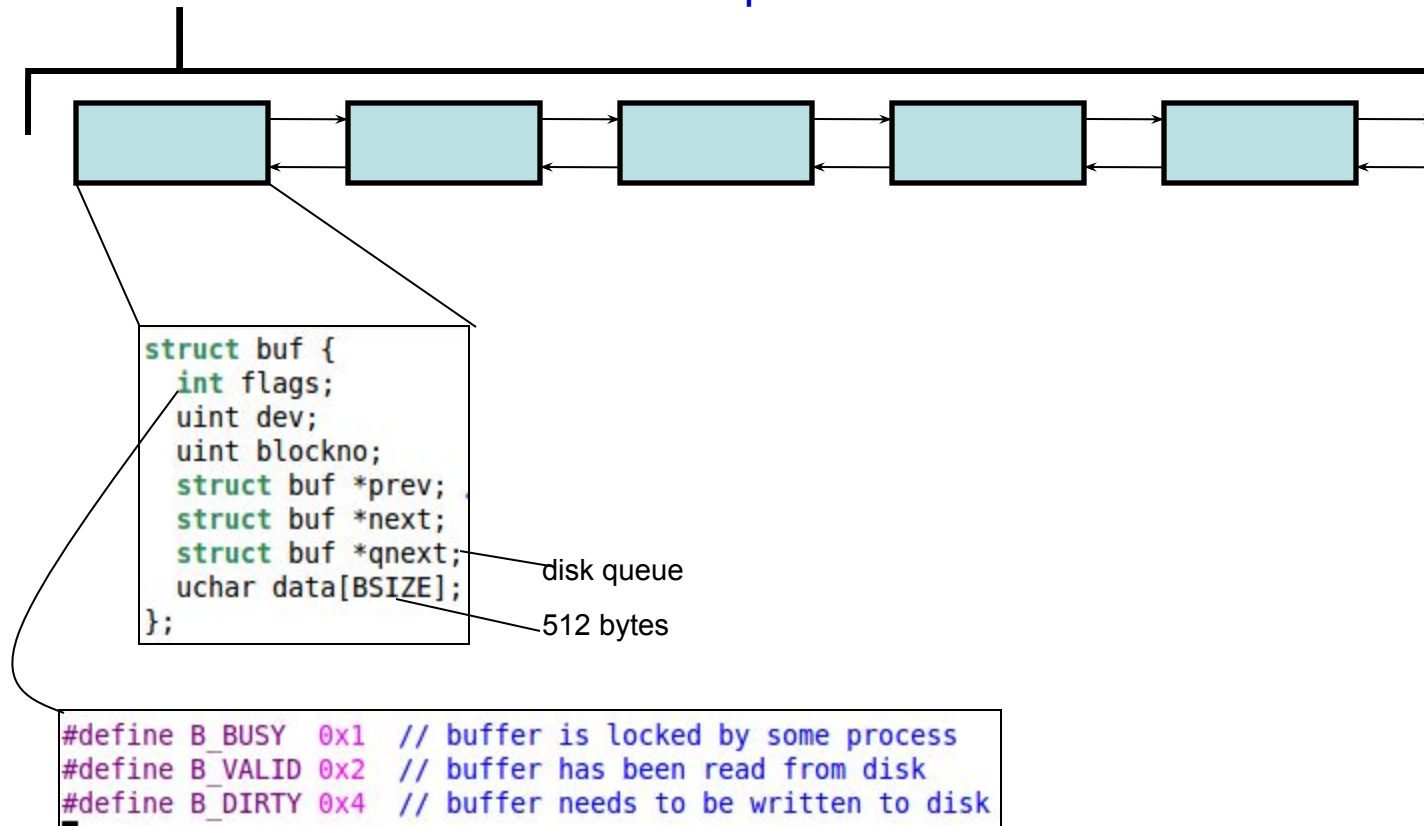 struct buf {
int flags;
uint dev;
uint blockno;
struct buf *prev;
struct buf *next;
struct buf *qnext;
uchar data[BSIZE];
};
disk queue
512 bytes
#define B_BUSY 0x1 // buffer is locked by some process
#define B_VALID 0x2 // buffer has been read from disk
#define B_DIRTY 0x4 // buffer needs to be written to disk